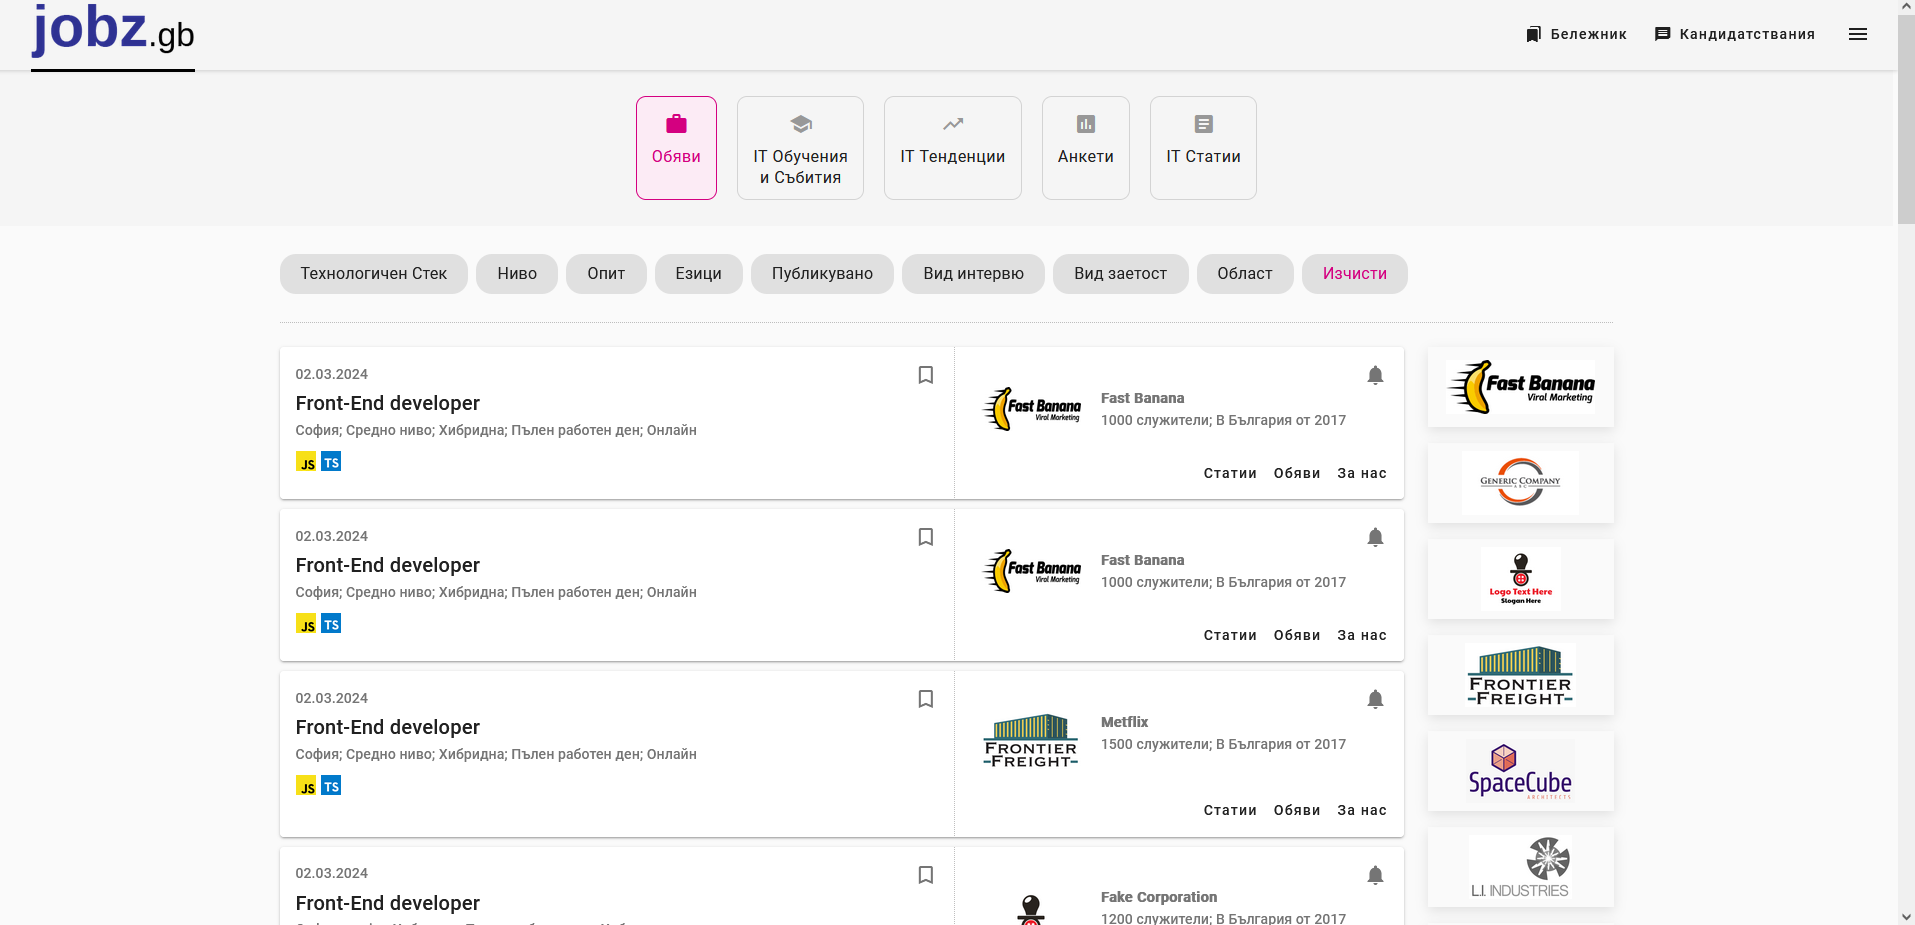 jobz.gb
Бележник
Кандидатствания
Обяви
IT Обучения
и Събития
IT Тенденции
Анкети
IT Статии
Технологичен Стек
Ниво
Опит
Езици
Публикувано
Вид интервю
Вид заетост
Област
Изчисти
02.03.2024
Front-End developer
София; Средно ниво; Хибридна; Пълен работен ден; Онлайн
JS TS
Fast Banana
Viral Marketing
Fast Banana
1000 служители; В България от 2017
Статии Обяви За нас
02.03.2024
Front-End developer
София; Средно ниво; Хибридна; Пълен работен ден; Онлайн
JS TS
Fast Banana
Viral Marketing
Fast Banana
1000 служители; В България от 2017
Статии Обяви За нас
02.03.2024
Front-End developer
София; Средно ниво; Хибридна; Пълен работен ден; Онлайн
JS TS
FRONTIER
FREIGHT
Metflix
1500 служители; В България от 2017
Статии Обяви За нас
02.03.2024
Front-End developer
Fake Corporation
1200 служители; В България от 2017
Fast Banana
Viral Marketing
GENERIC COMPANY
ABC
Logo Text Here
Slogan Here
FRONTIER
FREIGHT
SpaceCube
ARCHITECTS
L.I. INDUSTRIES